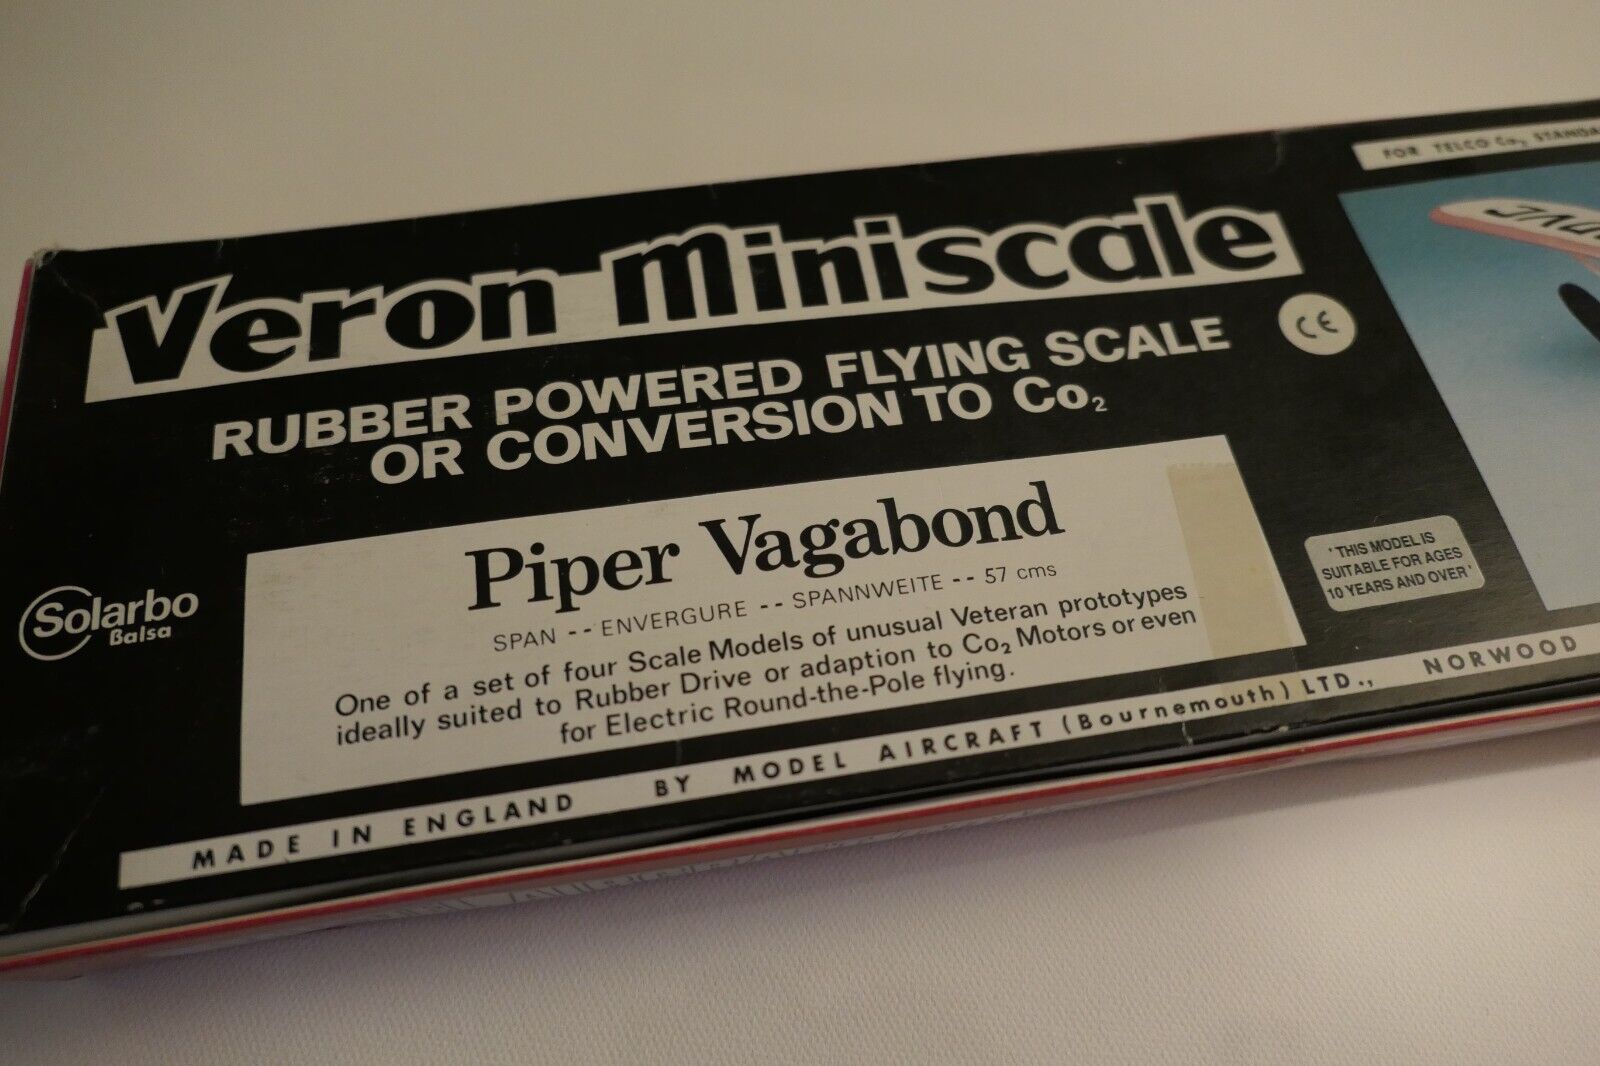 FOR TELCO Co₂
Veron Miniscale
RUBBER POWERED FLYING SCALE
OR CONVERSION TO Co₂
CE
Piper Vagabond
SPAN -- ENVERGURE -- SPANNWEITE -- 57 cms
One of a set of four Scale Models of unusual Veteran prototypes
ideally suited to Rubber Drive or adaption to Co₂ Motors or even
for Electric Round-the-Pole flying.
Solarbo
Balsa
'THIS MODEL IS
SUITABLE FOR AGES
10 YEARS AND OVER'
MADE IN ENGLAND BY MODEL AIRCRAFT (Bournemouth) LTD., NORWOOD